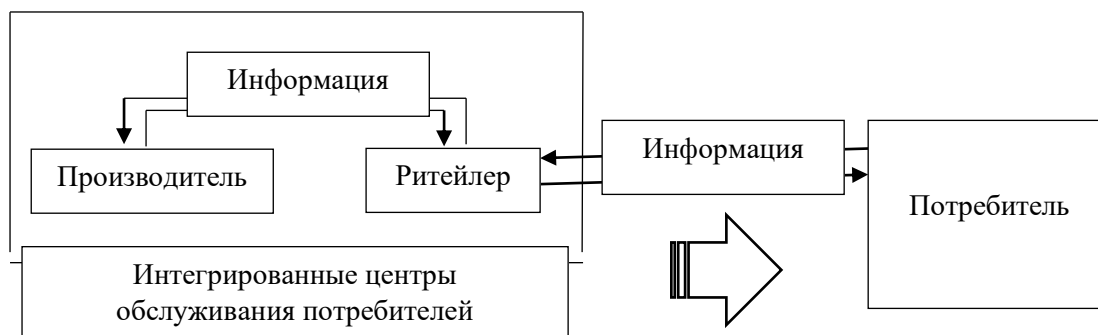 Информация
Производитель
Ритейлер
Информация
Потребитель
Интегрированные центры
обслуживания потребителей